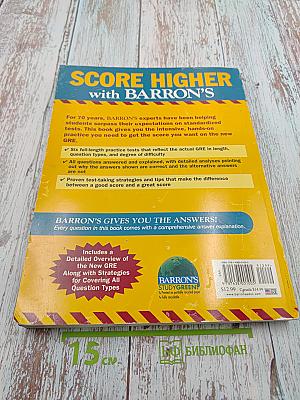 SCORE HIGHER
with BARRON'S
For 70 years, BARRON'S experts have been helping
students surpass their expectations on standardized
tests. This book gives you the intensive, hands-on
practice you need to get the score you want on the new
GRE.
✓ Six full-length practice tests that reflect the actual GRE in length,
question types, and degree of difficulty
✓ All questions answered and explained, with detailed analyses pointing
out why the answers shown are correct and the alternative answers
are not
✓ Proven test-taking strategies and tips that make the difference
between a good score and a great score
BARRON'S GIVES YOU THE ANSWERS!
Every question in this book comes with a comprehensive answer explanation.
Includes a
Detailed Overview of
the New GRE
Along with Strategies
for Covering All
Question Types
BARRON'S
STUDYGREEN
$12.99
15 см
БИБЛИОФАН